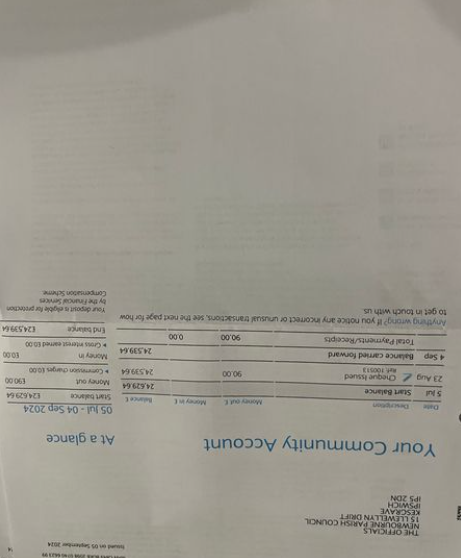 Issued on 05 September 2024
THE OFFICIALS
NEWBOURNE PARISH COUNCIL
15 LLEWELLYN DRIFT
KESGRAVE
IPSWICH
IP5 2DN
Your Community Account
Date Description Money out £ Money in £ Balance £
5 Jul Start Balance 24,629.64
23 Aug Cheque Issued 90.00 24,539.64
Ref: 100513
4 Sep Balance carried forward 24,539.64
Total Payments/Receipts 90.00 0.00
Anything wrong? If you notice any incorrect or unusual transactions, see the next page for how
to get in touch with us.
At a glance
05 Jul - 04 Sep 2024
Start balance £24,629.64
Money out £90.00
• Commission charges £0.00
Money in £0.00
• Gross interest earned £0.00
End balance £24,539.64
Your deposit is eligible for protection
by the Financial Services
Compensation Scheme.